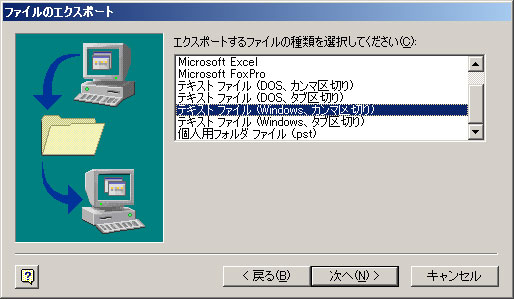 ファイルのエクスポート
エクスポートするファイルの種類を選択してください(C):
Microsoft Excel
Microsoft FoxPro
テキスト ファイル (DOS、カンマ区切り)
テキスト ファイル (DOS、タブ区切り)
テキスト ファイル (Windows、カンマ区切り)
テキスト ファイル (Windows、タブ区切り)
個人用フォルダ ファイル (pst)
?
< 戻る(B)
次へ(N) >
キャンセル